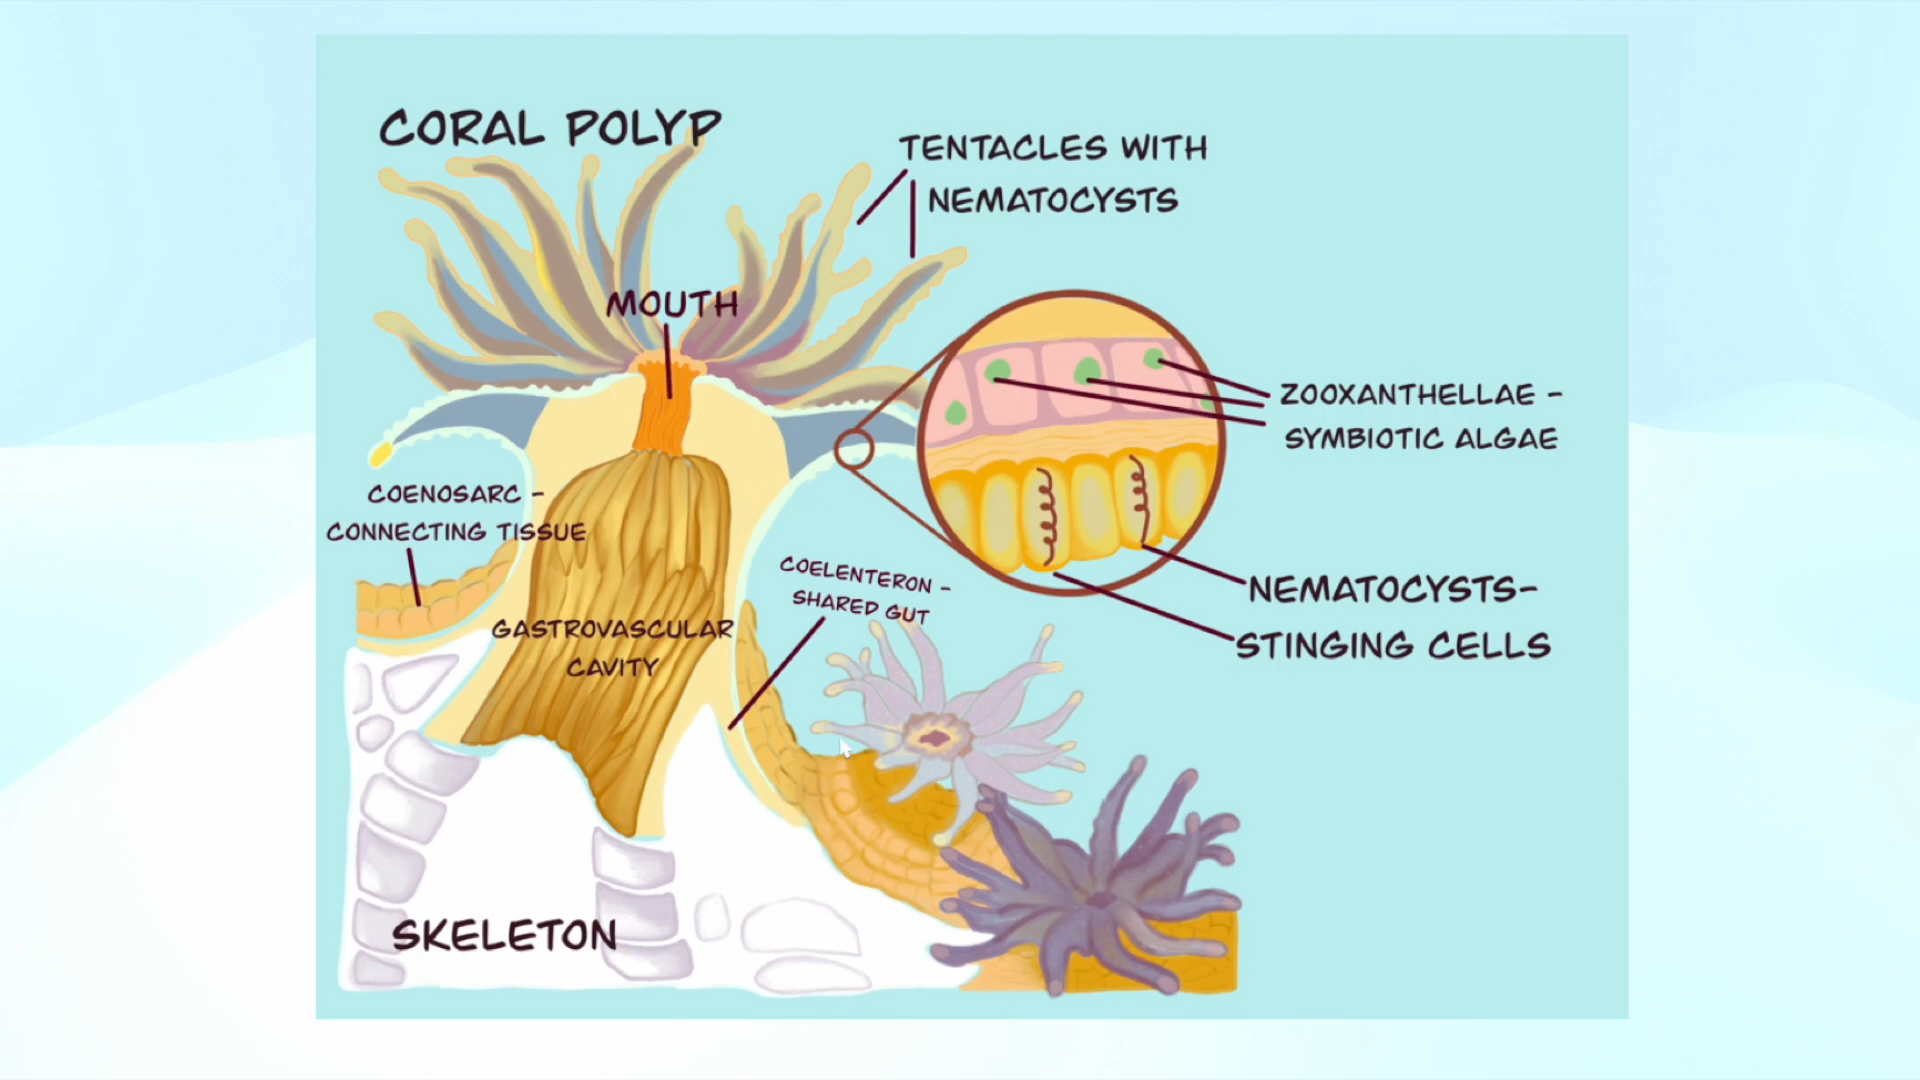 CORAL POLYP
TENTACLES WITH
NEMATOCYSTS
MOUTH
ZOOXANTHELLAE -
SYMBIOTIC ALGAE
COENOSARC -
CONNECTING TISSUE
COELENTERON -
SHARED GUT
NEMATOCYSTS-
STINGING CELLS
GASTROVASCULAR
CAVITY
SKELETON